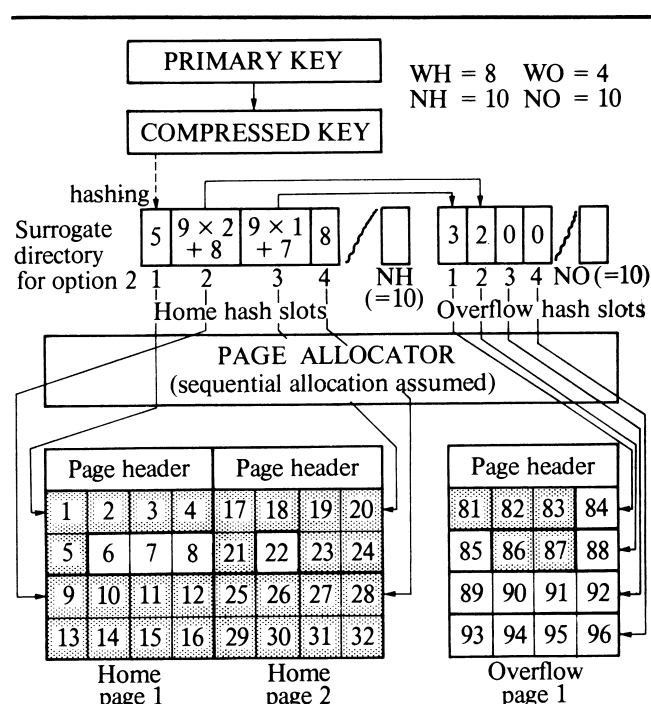 PRIMARY KEY
WH = 8 WO = 4
NH = 10 NO = 10
COMPRESSED KEY
hashing
Surrogate
directory
for option 2
5 9 × 2 + 8 9 × 1 + 7 8
3 2 0 0
1 2 3 4 NH (=10)
1 2 3 4 NO (=10)
Home hash slots
Overflow hash slots
PAGE ALLOCATOR
(sequential allocation assumed)
Page header Page header Page header
1 2 3 4 17 18 19 20 81 82 83 84
5 6 7 8 21 22 23 24 85 86 87 88
9 10 11 12 25 26 27 28 89 90 91 92
13 14 15 16 29 30 31 32 93 94 95 96
Home page 1
Home page 2
Overflow page 1